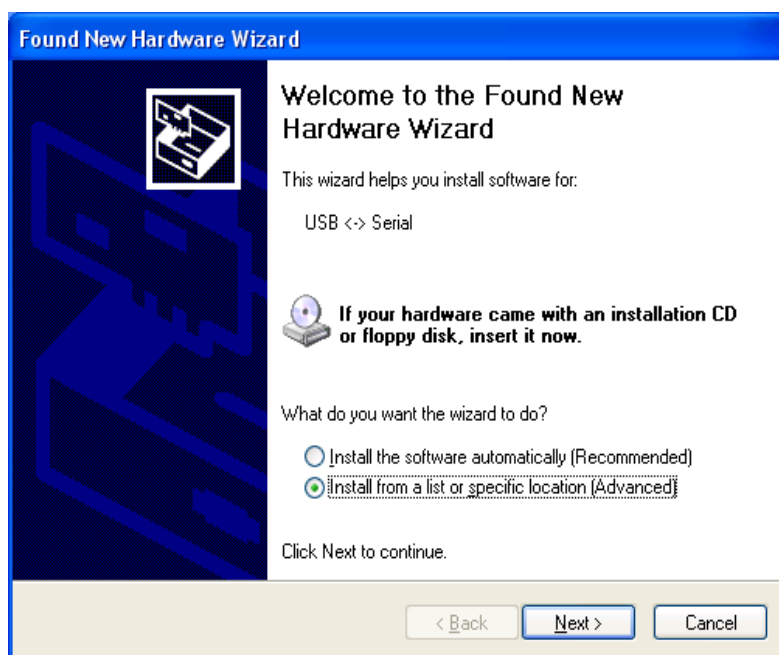 Found New Hardware Wizard
Welcome to the Found New
Hardware Wizard
This wizard helps you install software for:
USB <-> Serial
If your hardware came with an installation CD
or floppy disk, insert it now.
What do you want the wizard to do?
Install the software automatically (Recommended)
Install from a list or specific location (Advanced)
Click Next to continue.
< Back Next > Cancel